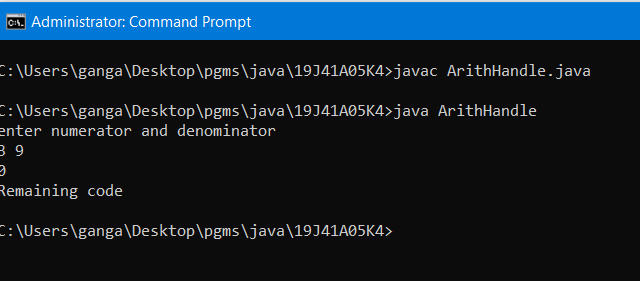 Administrator: Command Prompt
C:\Users\ganga\Desktop\pgms\java\19J41A05K4>javac ArithHandle.java
C:\Users\ganga\Desktop\pgms\java\19J41A05K4>java ArithHandle
enter numerator and denominator
3 9
0
Remaining code
C:\Users\ganga\Desktop\pgms\java\19J41A05K4>